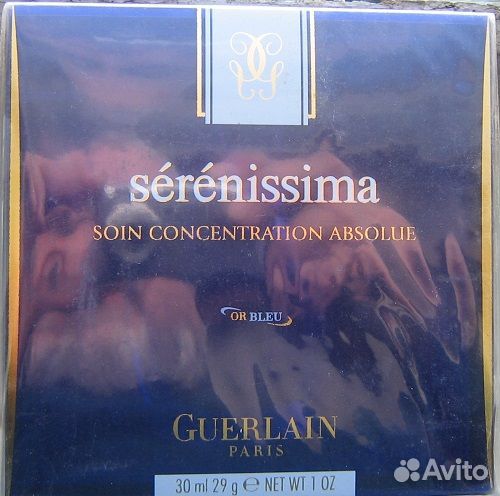 sérénissima
SOIN CONCENTRATION ABSOLUE
OR BLEU
GUERLAIN
PARIS
30 ml 29 g ℮ NET WT 1 OZ
Avito